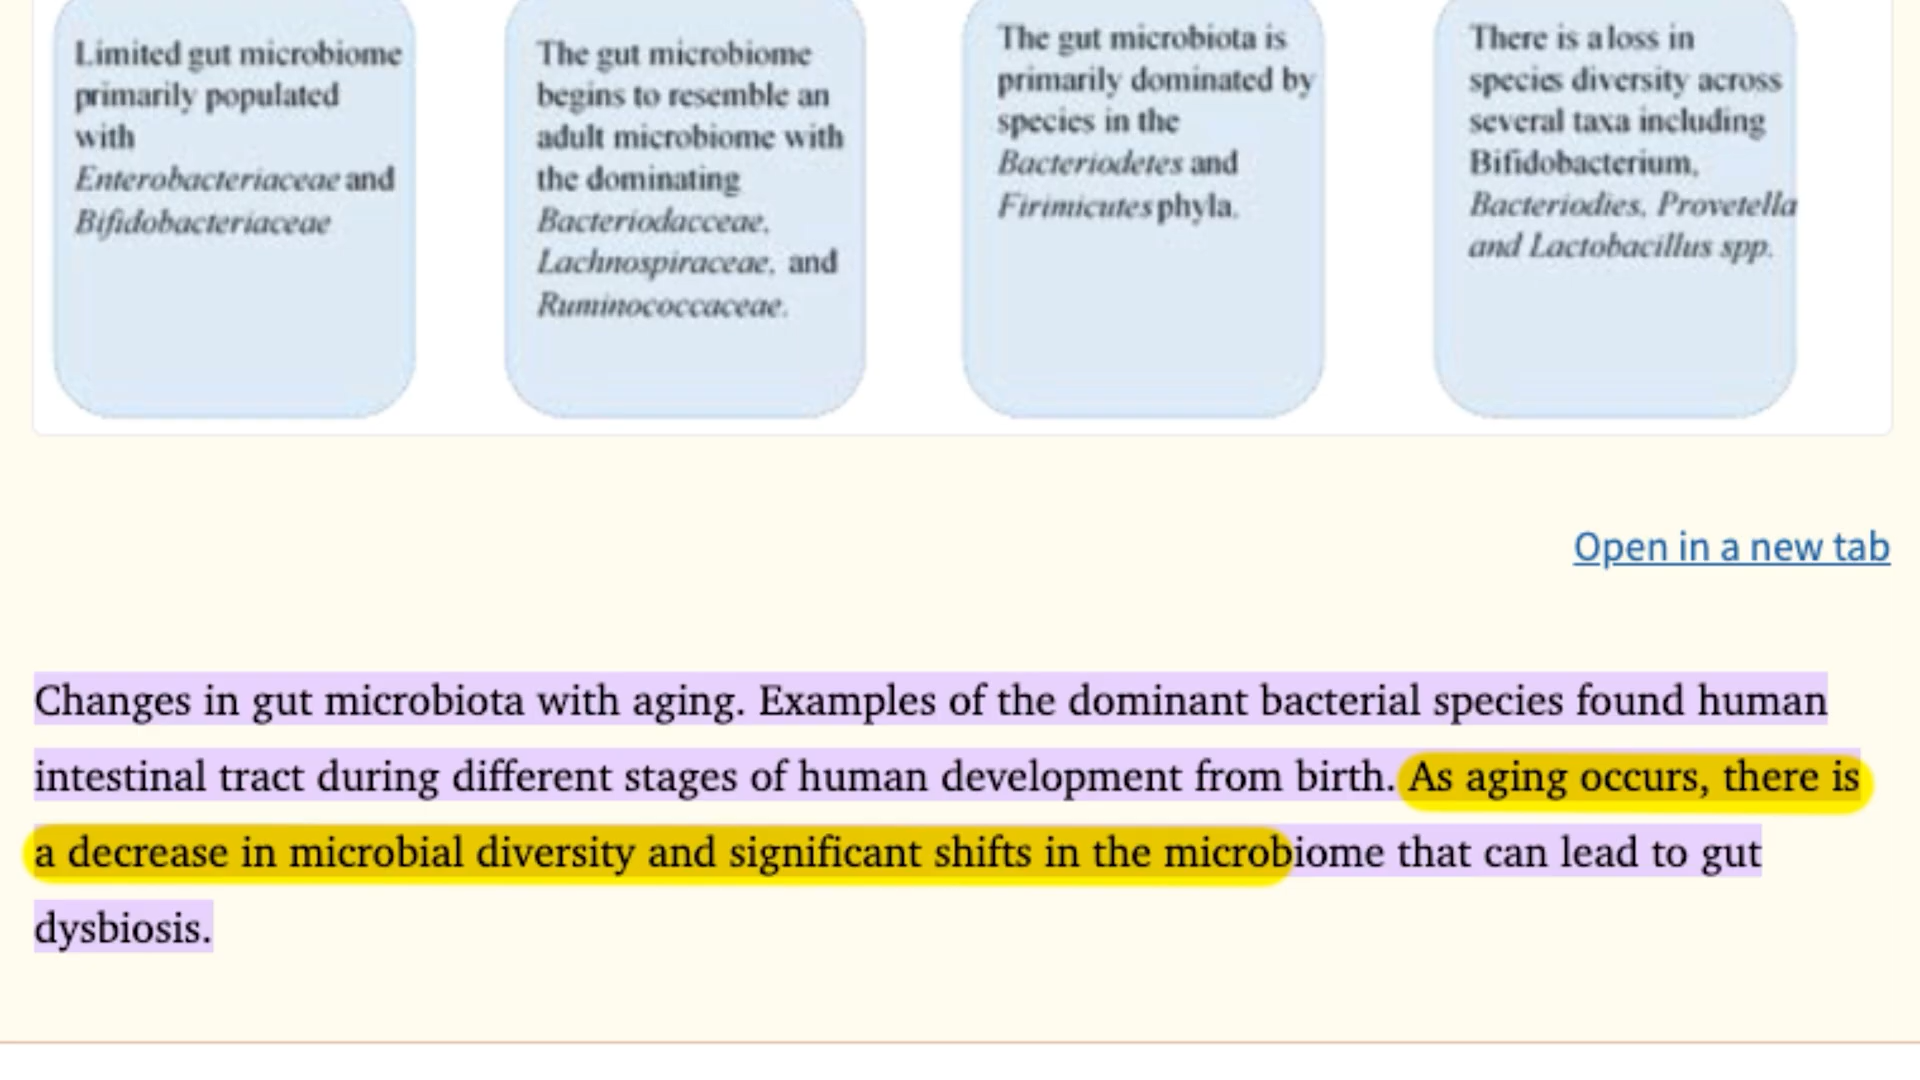 Limited gut microbiome
primarily populated
with
Enterobacteriaceae and
Bifidobacteriaceae
The gut microbiome
begins to resemble an
adult microbiome with
the dominating
Bacteriodacceae,
Lachnospiraceae, and
Ruminococcaceae.
The gut microbiota is
primarily dominated by
species in the
Bacteriodetes and
Firimicutes phyla.
There is a loss in
species diversity across
several taxa including
Bifidobacterium,
Bacteriodies, Provetella
and Lactobacillus spp.
Open in a new tab
Changes in gut microbiota with aging. Examples of the dominant bacterial species found human
intestinal tract during different stages of human development from birth. As aging occurs, there is
a decrease in microbial diversity and significant shifts in the microbiome that can lead to gut
dysbiosis.